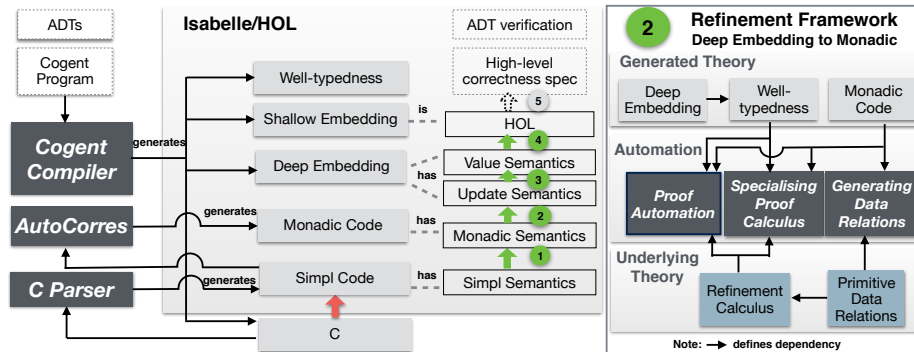 ADTs
Cogent
Program
Cogent
Compiler
AutoCorres
C Parser
generates
generates
generates
Isabelle/HOL
Well-typedness
Shallow Embedding
Deep Embedding
Monadic Code
Simpl Code
C
is
has
has
has
ADT verification
High-level
correctness spec
5
HOL
4
Value Semantics
3
Update Semantics
2
Monadic Semantics
1
Simpl Semantics
2
Refinement Framework
Deep Embedding to Monadic
Generated Theory
Deep
Embedding
Well-
typedness
Monadic
Code
Automation
Proof
Automation
Specialising
Proof
Calculus
Generating
Data
Relations
Underlying
Theory
Refinement
Calculus
Primitive
Data
Relations
Note: defines dependency